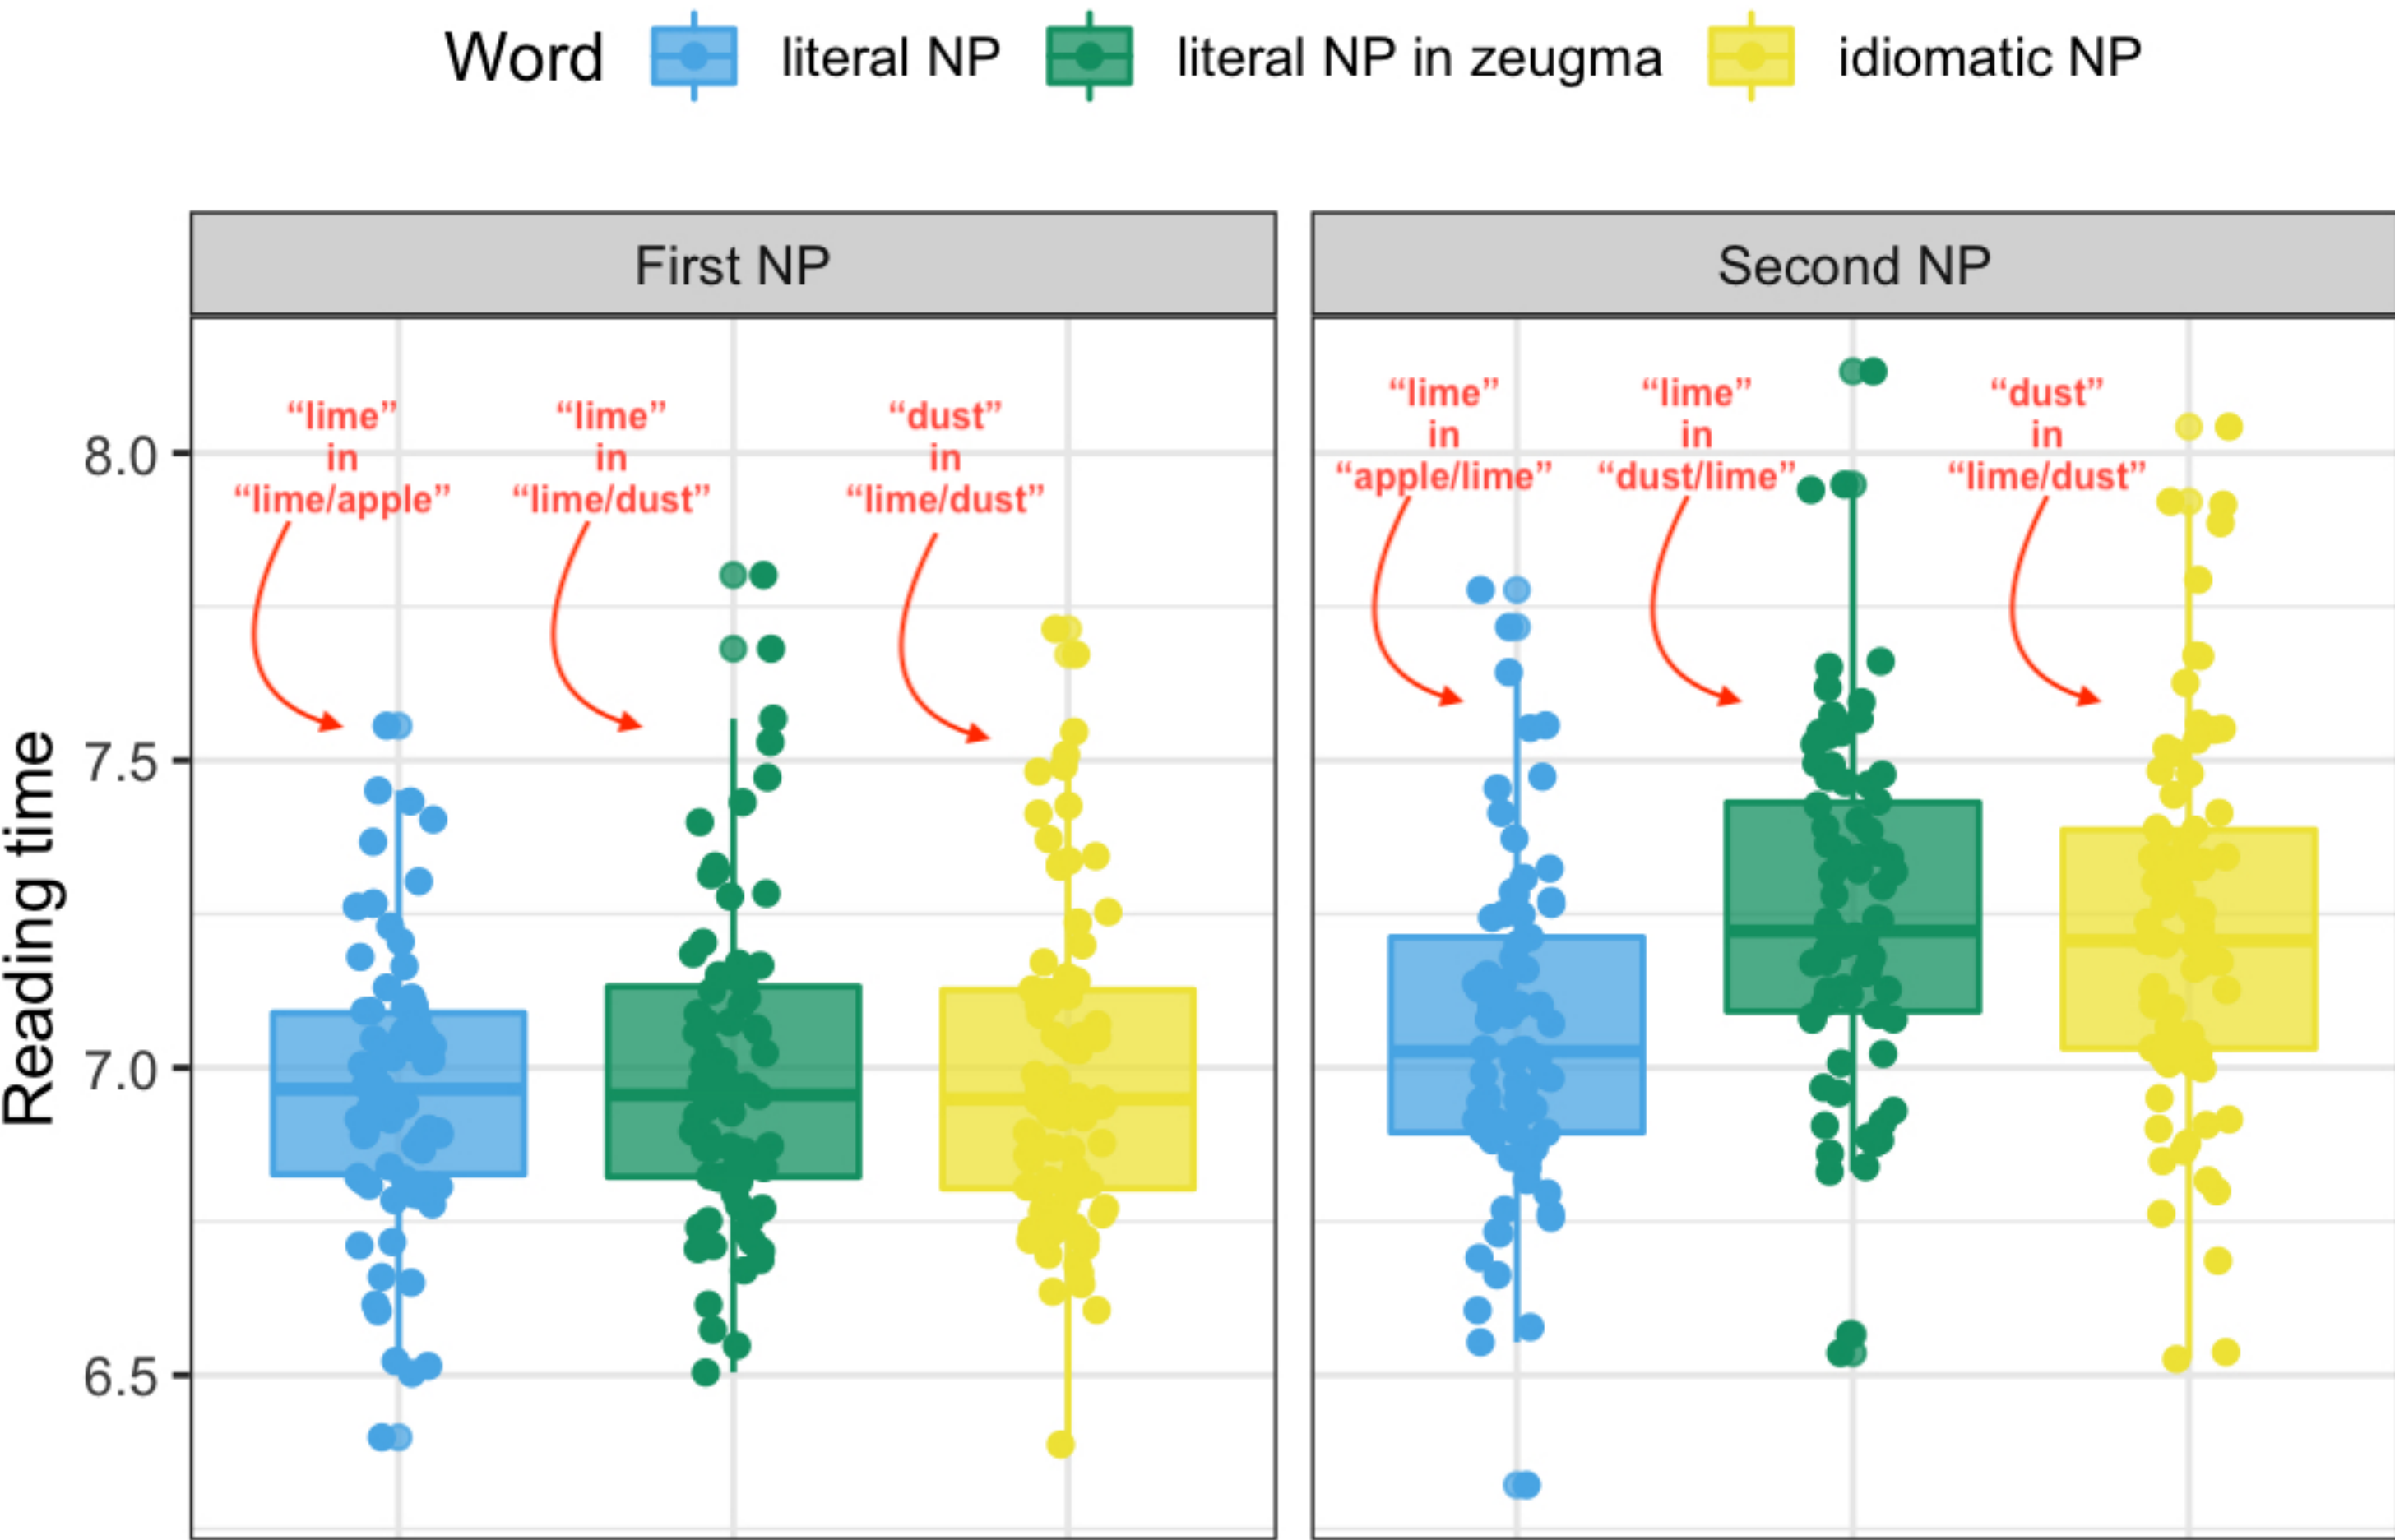 Word literal NP literal NP in zeugma idiomatic NP
First NP
Second NP
“lime”
in
“lime/apple”
“lime”
in
“lime/dust”
“dust”
in
“lime/dust”
“lime”
in
“apple/lime”
“lime”
in
“dust/lime”
“dust”
in
“lime/dust”
Reading time
8.0
7.5
7.0
6.5